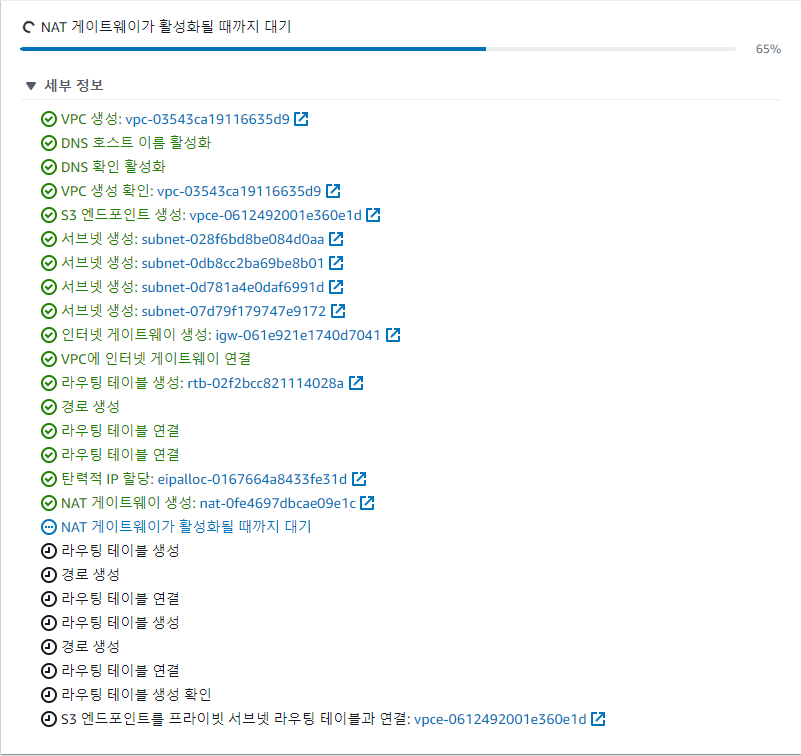 NAT 게이트웨이가 활성화될 때까지 대기
65%
세부 정보
VPC 생성: vpc-03543ca19116635d9
DNS 호스트 이름 활성화
DNS 확인 활성화
VPC 생성 확인: vpc-03543ca19116635d9
S3 엔드포인트 생성: vpce-0612492001e360e1d
서브넷 생성: subnet-028f6bd8be084d0aa
서브넷 생성: subnet-0db8cc2ba69be8b01
서브넷 생성: subnet-0d781a4e0daf6991d
서브넷 생성: subnet-07d79f179747e9172
인터넷 게이트웨이 생성: igw-061e921e1740d7041
VPC에 인터넷 게이트웨이 연결
라우팅 테이블 생성: rtb-02f2bcc821114028a
경로 생성
라우팅 테이블 연결
라우팅 테이블 연결
탄력적 IP 할당: eipalloc-0167664a8433fe31d
NAT 게이트웨이 생성: nat-0fe4697dbcae09e1c
NAT 게이트웨이가 활성화될 때까지 대기
라우팅 테이블 생성
경로 생성
라우팅 테이블 연결
라우팅 테이블 생성
경로 생성
라우팅 테이블 연결
라우팅 테이블 생성 확인
S3 엔드포인트를 프라이빗 서브넷 라우팅 테이블과 연결: vpce-0612492001e360e1d